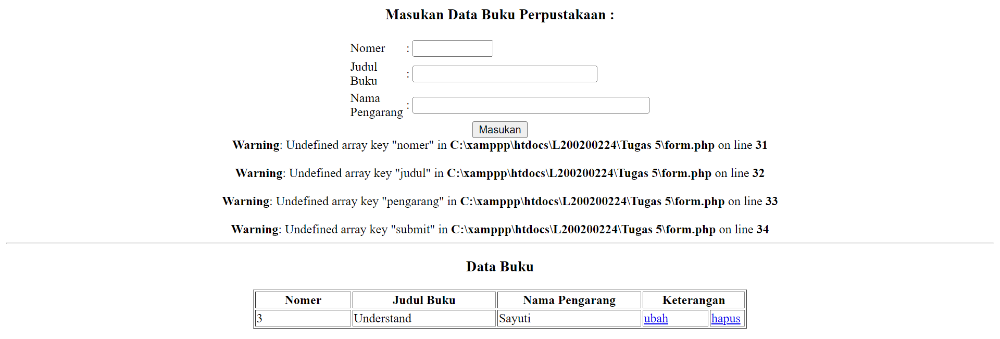 Masukan Data Buku Perpustakaan :
Nomer :
Judul
Buku :
Nama
Pengarang :
Masukan
Warning: Undefined array key "nomer" in C:\xamppp\htdocs\L200200224\Tugas 5\form.php on line 31
Warning: Undefined array key "judul" in C:\xamppp\htdocs\L200200224\Tugas 5\form.php on line 32
Warning: Undefined array key "pengarang" in C:\xamppp\htdocs\L200200224\Tugas 5\form.php on line 33
Warning: Undefined array key "submit" in C:\xamppp\htdocs\L200200224\Tugas 5\form.php on line 34
Data Buku
Nomer Judul Buku Nama Pengarang Keterangan
3 Understand Sayuti ubah hapus